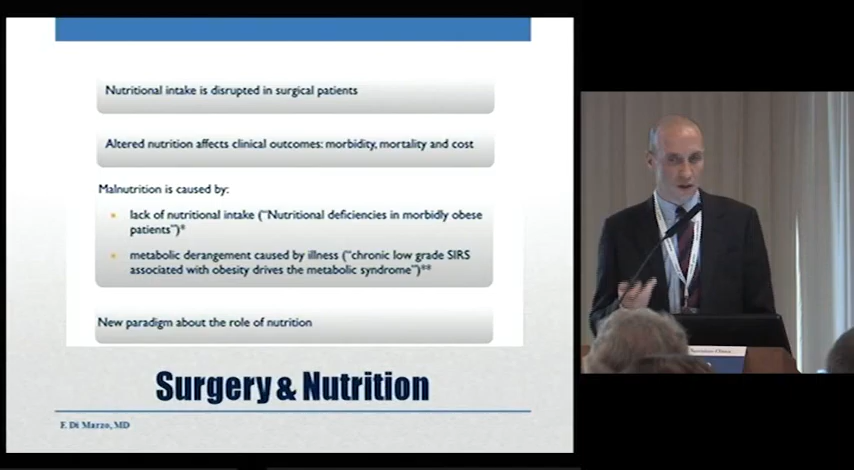 Nutritional intake is disrupted in surgical patients
Altered nutrition affects clinical outcomes: morbidity, mortality and cost
Malnutrition is caused by:
lack of nutritional intake ("Nutritional deficiencies in morbidly obese
patients")*
metabolic derangement caused by illness ("chronic low grade SIRS
associated with obesity drives the metabolic syndrome")**
New paradigm about the role of nutrition
Surgery & Nutrition
F. Di Marzo, MD